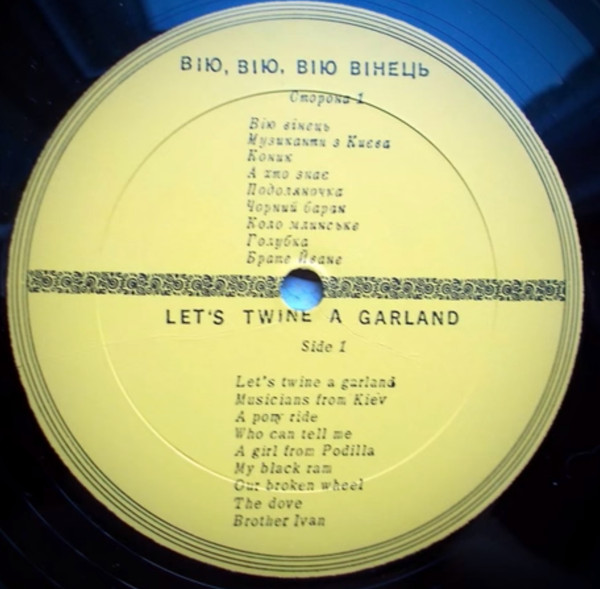 ВІЮ, ВІЮ, ВІЮ ВІНЕЦЬ
Сторона 1
Вію вінець
Музиканти з Києва
Коник
А хто знає
Подоляночка
Чорний баран
Коло млинське
Голубка
Брате Йване
LET'S TWINE A GARLAND
Side 1
Let's twine a garland
Musicians from Kiev
A pony ride
Who can tell me
A girl from Podilla
My black ram
Our broken wheel
The dove
Brother Ivan